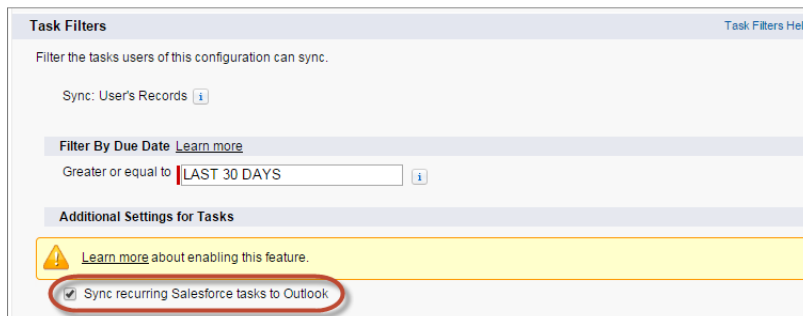 Task Filters
Task Filters Hel
Filter the tasks users of this configuration can sync.
Sync: User's Records i
Filter By Due Date Learn more
Greater or equal to LAST 30 DAYS i
Additional Settings for Tasks
Learn more about enabling this feature.
Sync recurring Salesforce tasks to Outlook